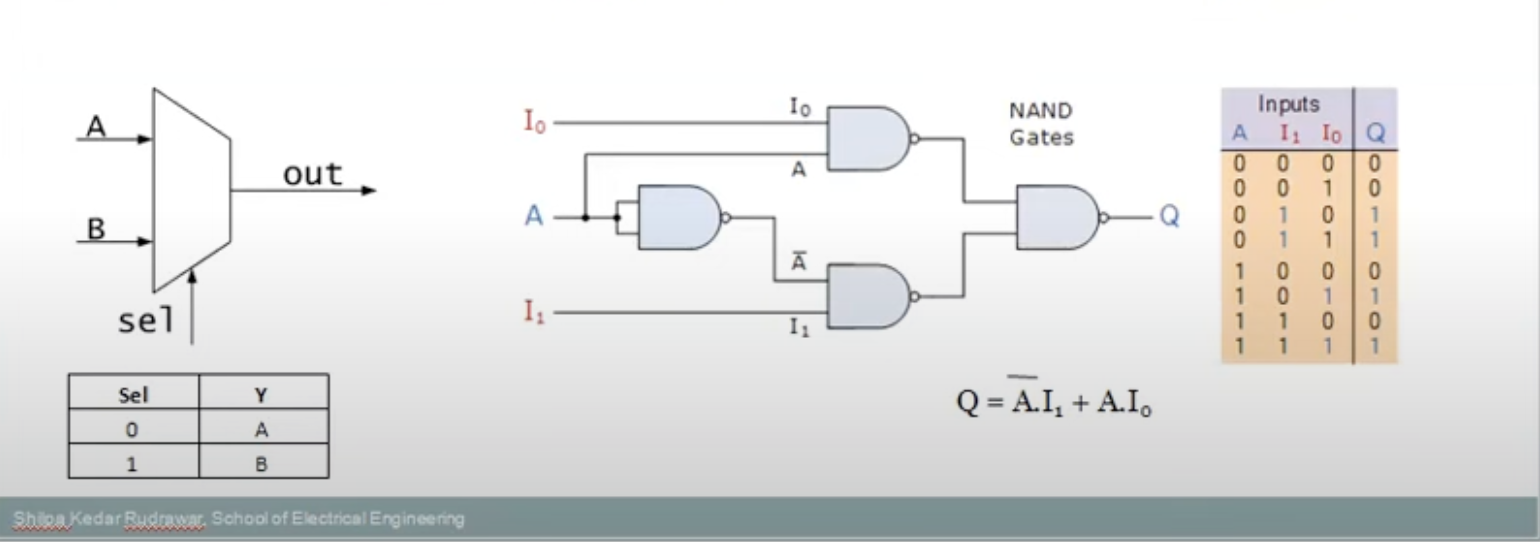 A
B
out
sel
Sel Y
0 A
1 B
I₀
A
I₁
I₀
A
A̅
I₁
NAND
Gates
Q
Q = A̅.I₁ + A.I₀
Inputs
A I₁ I₀ Q
0 0 0 0
0 0 1 0
0 1 0 1
0 1 1 1
1 0 0 0
1 0 1 1
1 1 0 0
1 1 1 1
Shilpa Kedar Rudrawar, School of Electrical Engineering